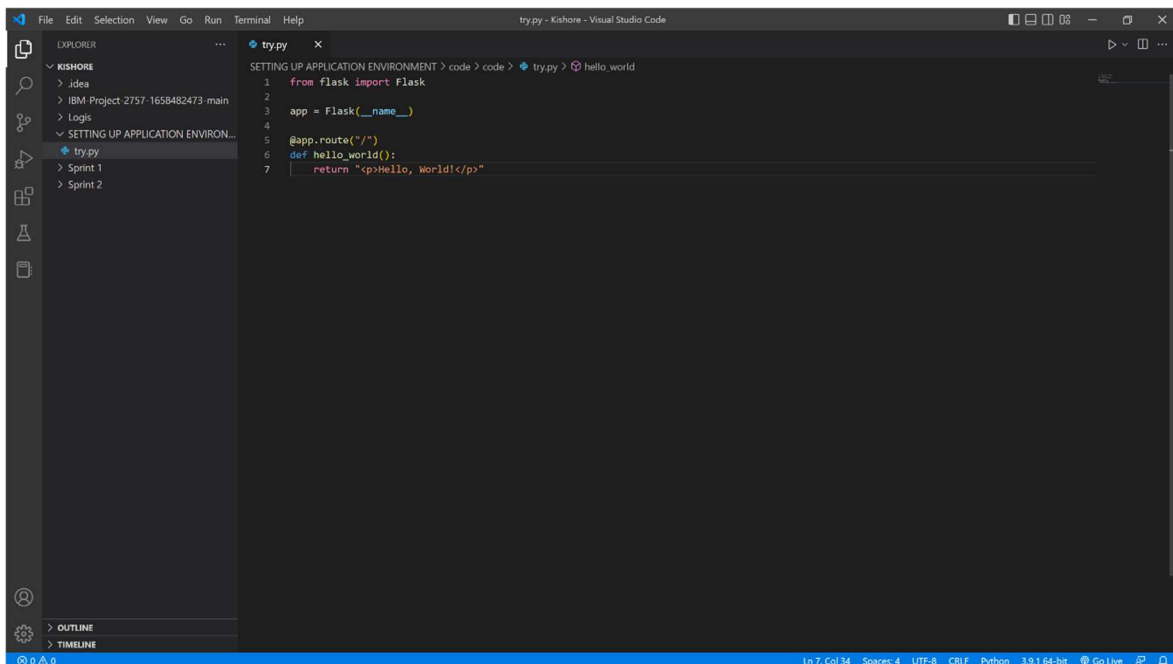 File Edit Selection View Go Run Terminal Help try.py - Kishore - Visual Studio Code
EXPLORER
KISHORE
.idea
IBM-Project-2757-1658482473-main
Logis
SETTING UP APPLICATION ENVIRON...
try.py
Sprint 1
Sprint 2
OUTLINE
TIMELINE
try.py
SETTING UP APPLICATION ENVIRONMENT > code > code > try.py > hello_world
1 from flask import Flask
2
3 app = Flask(__name__)
4
5 @app.route("/")
6 def hello_world():
7 return "<p>Hello, World!</p>"
0 0 Ln 7, Col 34 Spaces: 4 UTF-8 CRLF Python 3.9.1 64-bit Go Live